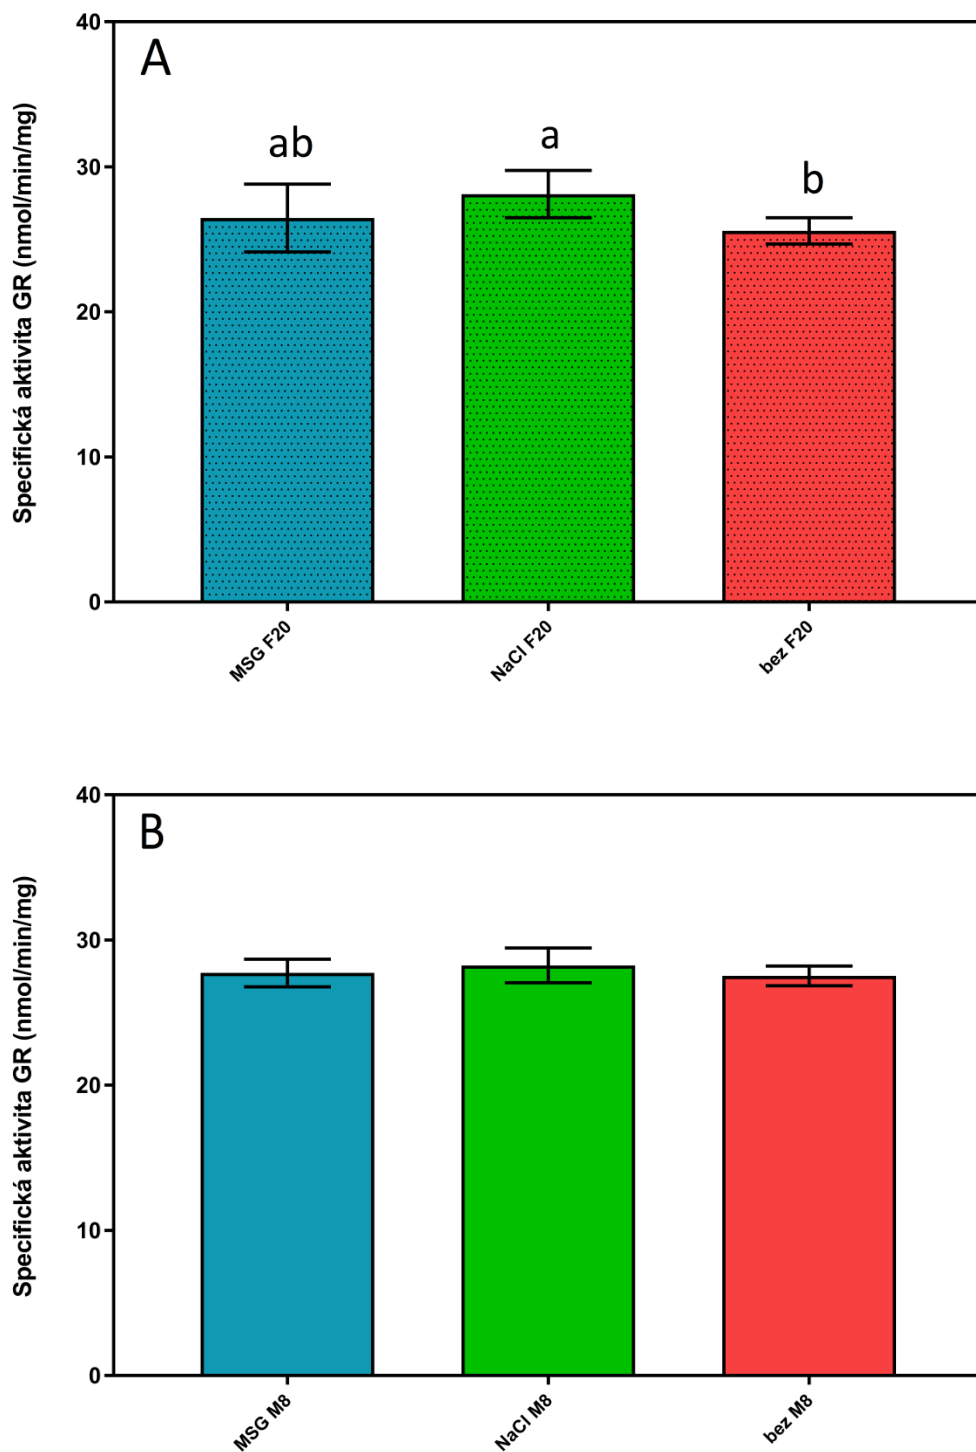 A
Specifická aktivita GR (nmol/min/mg)
40
30
20
10
0
ab
a
b
MSG F20
NaCl F20
bez F20
B
Specifická aktivita GR (nmol/min/mg)
40
30
20
10
0
MSG M8
NaCl M8
bez M8